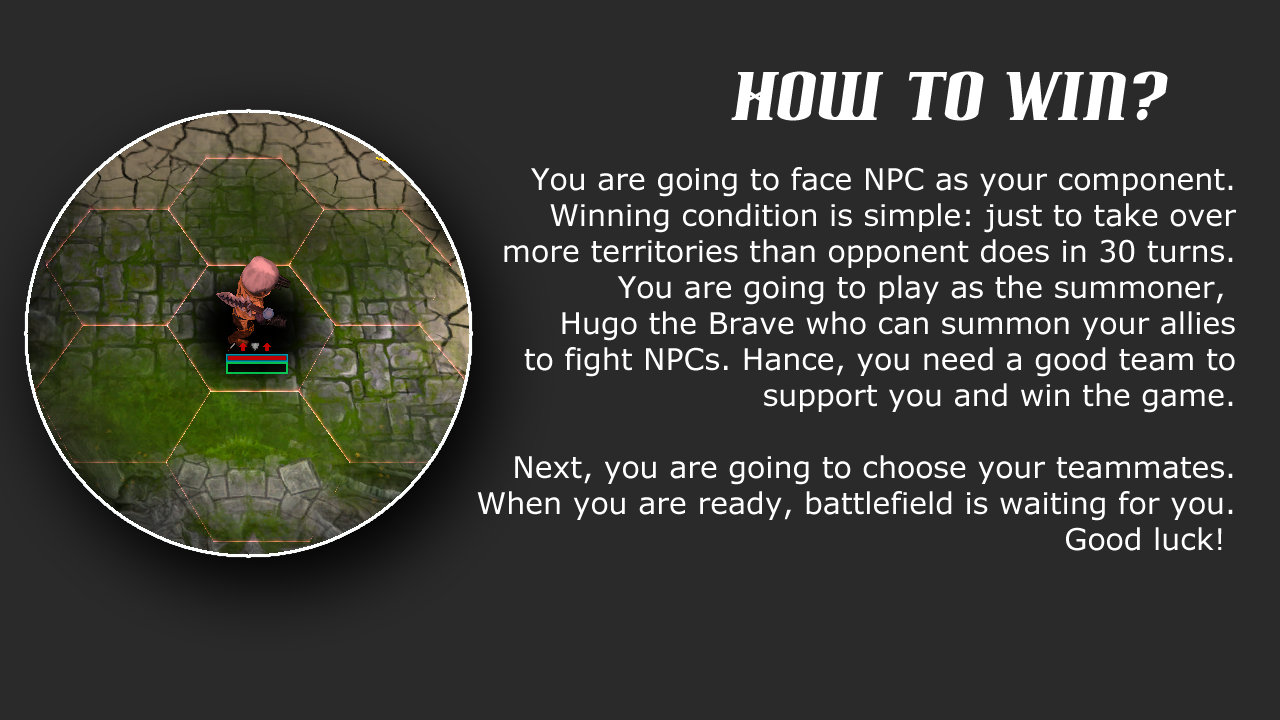 HOW TO WIN?
You are going to face NPC as your component.
Winning condition is simple: just to take over
more territories than opponent does in 30 turns.
You are going to play as the summoner,
Hugo the Brave who can summon your allies
to fight NPCs. Hance, you need a good team to
support you and win the game.
Next, you are going to choose your teammates.
When you are ready, battlefield is waiting for you.
Good luck!